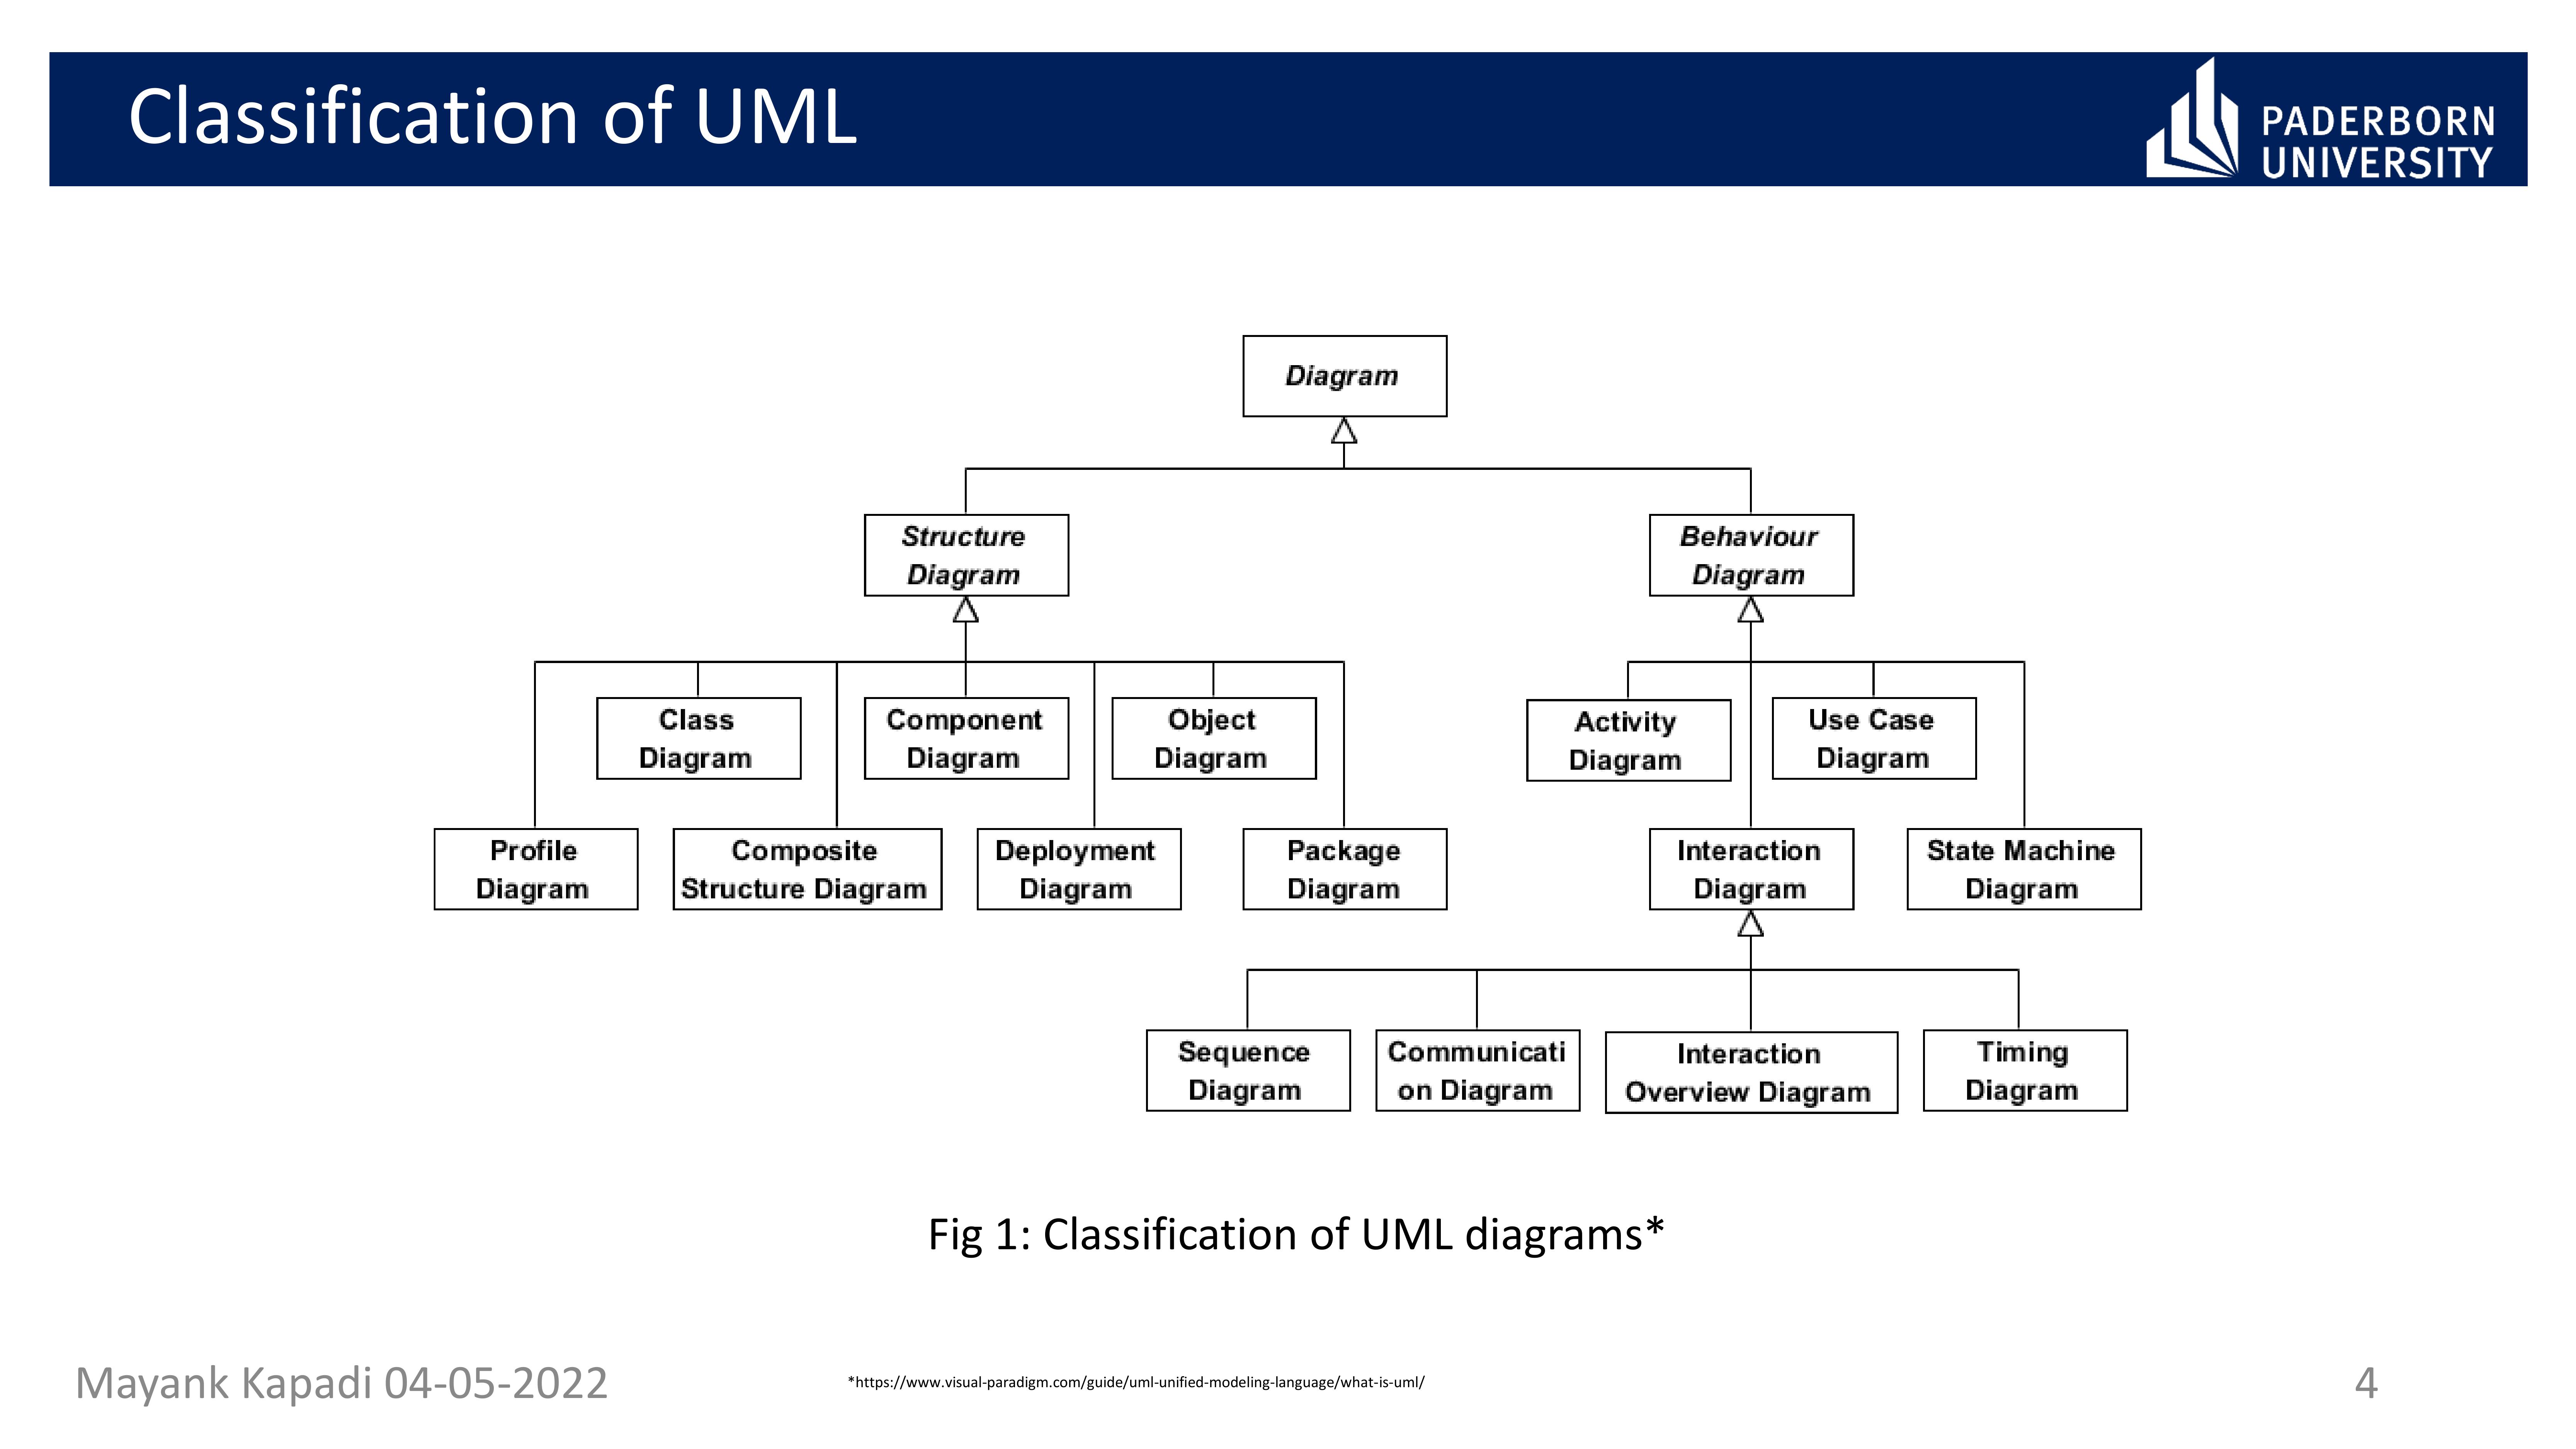 Classification of UML
PADERBORN
UNIVERSITY
Diagram
Structure
Diagram
Behaviour
Diagram
Class
Diagram
Component
Diagram
Object
Diagram
Activity
Diagram
Use Case
Diagram
Profile
Diagram
Composite
Structure Diagram
Deployment
Diagram
Package
Diagram
Interaction
Diagram
State Machine
Diagram
Sequence
Diagram
Communicati
on Diagram
Interaction
Overview Diagram
Timing
Diagram
Fig 1: Classification of UML diagrams*
Mayank Kapadi 04-05-2022
*https://www.visual-paradigm.com/guide/uml-unified-modeling-language/what-is-uml/
4